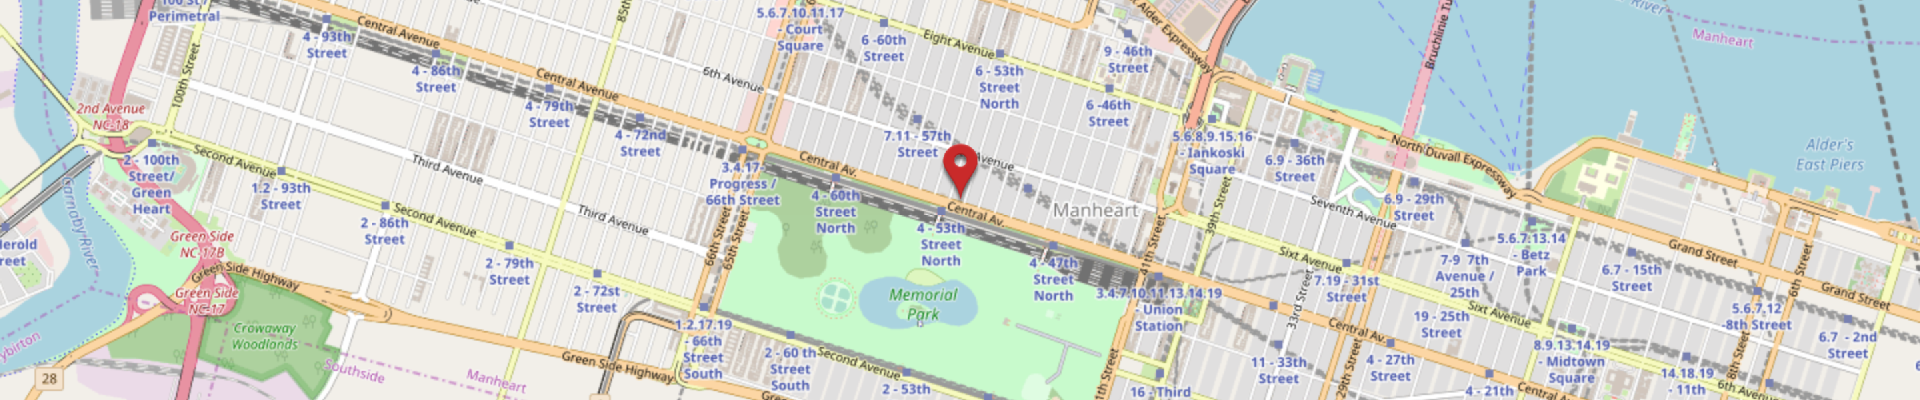 100 St /
Perimetral
4 - 93th
Street
Central Avenue
85th
4 - 86th
Street
Central Avenue
4 - 79th
Street
4 - 72nd
Street
100th Street
2nd Avenue
NC-18
2 - 100th
Street/
Green
Heart
Second Avenue
1.2 - 93th
Street
Third Avenue
2 - 86th
Street
Second Avenue
Third Avenue
2 - 79th
Street
2 - 72st
Street
Garnaby River
Green Side
NC-17B
Green Side Highway
Green Side
NC-17
Crowaway
Woodlands
28
Southside
Manheart
Green Side Highway
5.6.7.10.11.17
- Court
Square
6 -60th
Street
Eight Avenue
6 - 53th
Street
North
6th Avenue
9 - 46th
Street
6 -46th
Street
Alder Expressway
7.11 - 57th
Street
Avenue
3.4.17-
Progress /
66th Street
Central Av.
4 - 60th
Street
North
Central Av.
4 - 53th
Street
North
Manheart
4 - 47th
Street
North
66th Street
65th Street
Memorial
Park
1.2.17.19
- 66th
Street
South
2 - 60 th
Street
South
Second Avenue
2 - 53th
3.4.7.10.11.13.14.19
- Union
Station
41th Street
16 - Third
5.6.8.9.15.16
- Iankoski
Square
39th Street
6.9 - 36th
Street
Seventh Avenue
Sixt Avenue
7.19 - 31st
Street
33rd Street
11 - 33th
Street
29th Street
Central Av.
4 - 27th
Street
4 - 21th
Central Av
6.9 - 29th
Street
7-9 7th
Avenue /
25th
19 - 25th
Street
Sixt Avenue
5.6.7.13.14
- Betz
Park
8.9.13.14.19
- Midtown
Square
14.18.19
- 11th
6th Avenue
Grand Street
6.7 - 15th
Street
5.6.7.12
-8th Street
8th Street
6th Street
Grand Street
6.7 - 2nd
Street
North Duvall Expressway
Manheart
River
Alder's
East Piers